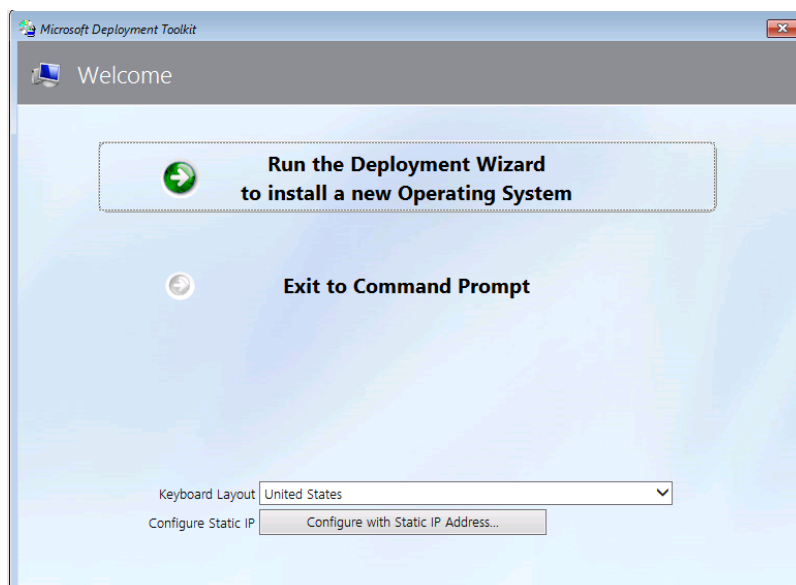 Microsoft Deployment Toolkit
Welcome
Run the Deployment Wizard
to install a new Operating System
Exit to Command Prompt
Keyboard Layout United States
Configure Static IP Configure with Static IP Address...